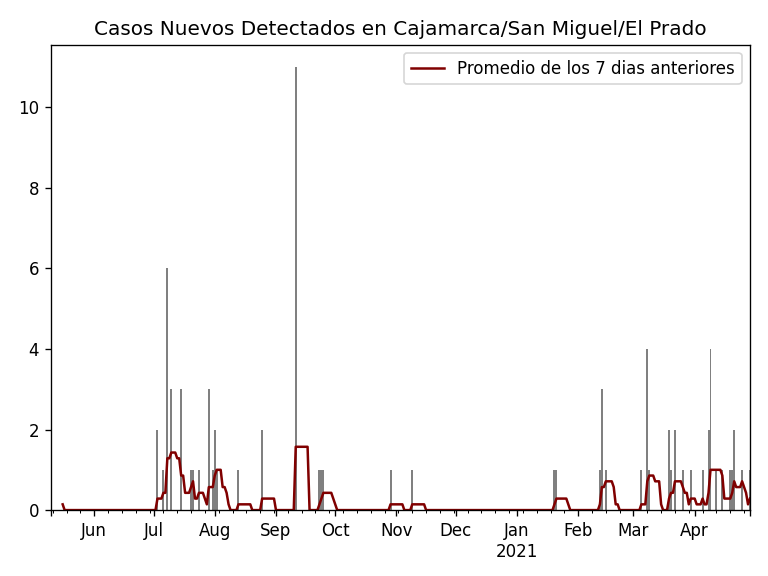 Casos Nuevos Detectados en Cajamarca/San Miguel/El Prado
Promedio de los 7 dias anteriores
10
8
6
4
2
0
Jun Jul Aug Sep Oct Nov Dec Jan Feb Mar Apr
2021